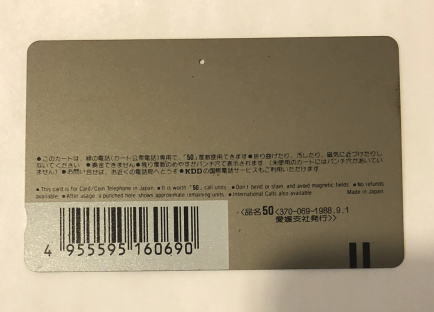 ●このカードは、緑の電話(カード公衆電話)専用で、「50」度数使用できます●折り曲げたり、汚したり、磁気に近づけたりし
ないでください ●換金できません●残り度数のめやすがパンチ穴で表示されます(未使用のカードにはパンチ穴があいてい
ません)●お問い合せは、お近くの電話局へどうぞ●KDDの国際電話サービスもご利用いただけます
●This card is for Card/Coin Telephone in Japan. ●It is worth "50" call units. ●Don't bend or stain, and avoid magnetic fields. ●No refunds
available. ●After usage, a punched hole shows approximate remaining units. ●International Calls also available. Made in Japan
〈品名50〈370-069-1988.9.1
愛媛支社発行〉〉
4 955595 160690